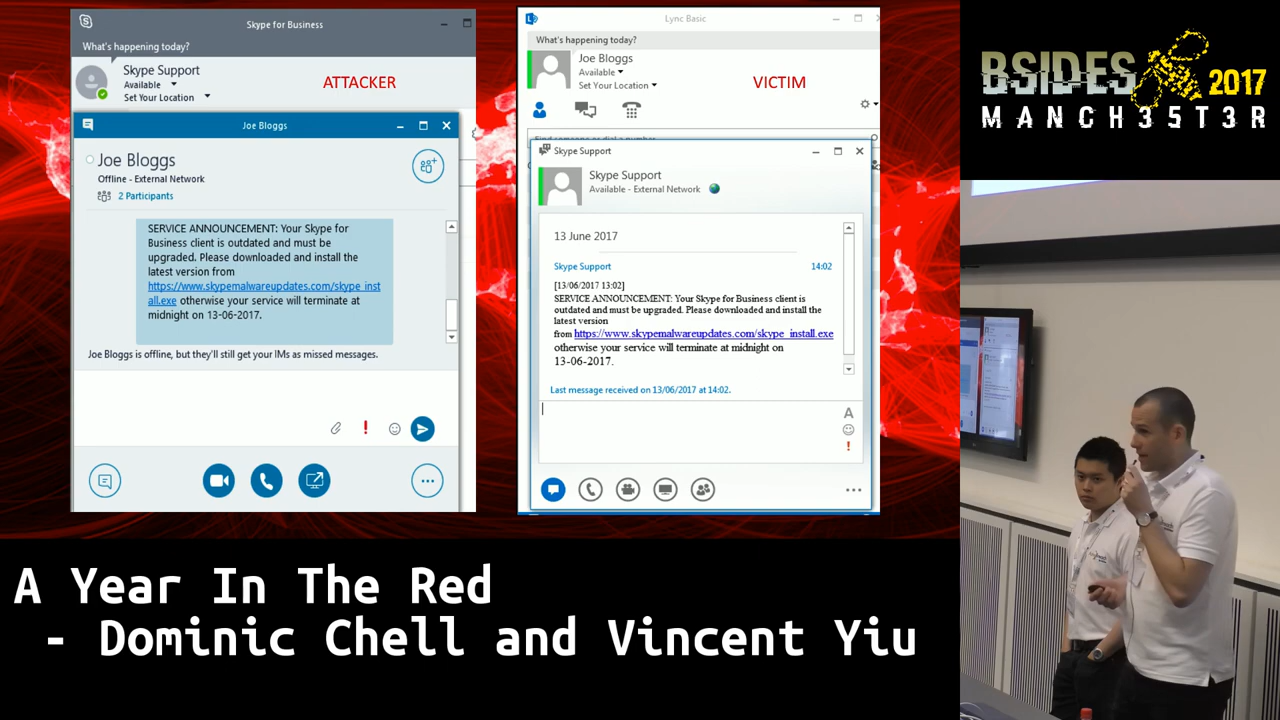 Skype for Business
What's happening today?
Skype Support
Available
Set Your Location
ATTACKER
Joe Bloggs
Joe Bloggs
Offline - External Network
2 Participants
SERVICE ANNOUNCEMENT: Your Skype for
Business client is outdated and must be
upgraded. Please downloaded and install the
latest version from
https://www.skypemalwareupdates.com/skype_inst
all.exe otherwise your service will terminate at
midnight on 13-06-2017.
Joe Bloggs is offline, but they'll still get your IMs as missed messages.
Lync Basic
What's happening today?
Joe Bloggs
Available
Set Your Location
VICTIM
Find someone or dial a number
Skype Support
Skype Support
Available - External Network
13 June 2017
Skype Support 14:02
[13/06/2017 13:02]
SERVICE ANNOUNCEMENT: Your Skype for Business client is
outdated and must be upgraded. Please downloaded and install the
latest version
from https://www.skypemalwareupdates.com/skype_install.exe
otherwise your service will terminate at midnight on
13-06-2017.
Last message received on 13/06/2017 at 14:02.
A
BSIDES 2017
MANCH35T3R
A Year In The Red
- Dominic Chell and Vincent Yiu